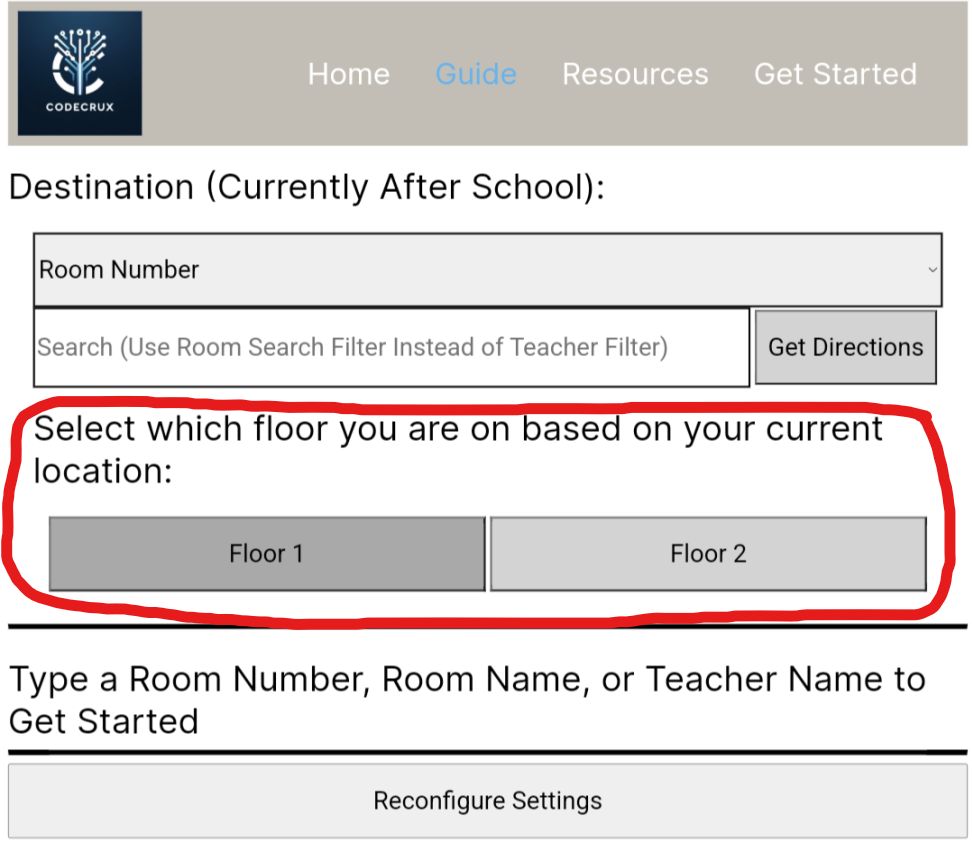 CODECRUX
Home Guide Resources Get Started
Destination (Currently After School):
Room Number
Search (Use Room Search Filter Instead of Teacher Filter) Get Directions
Select which floor you are on based on your current
location:
Floor 1 Floor 2
Type a Room Number, Room Name, or Teacher Name to
Get Started
Reconfigure Settings